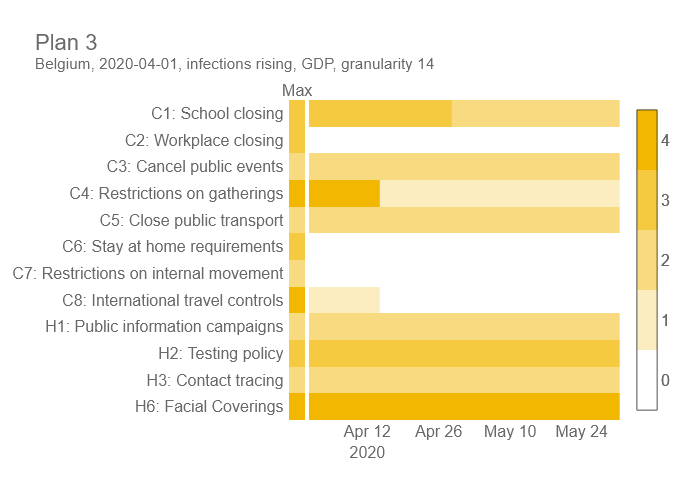 Plan 3
Belgium, 2020-04-01, infections rising, GDP, granularity 14
Max
C1: School closing
C2: Workplace closing
C3: Cancel public events
C4: Restrictions on gatherings
C5: Close public transport
C6: Stay at home requirements
C7: Restrictions on internal movement
C8: International travel controls
H1: Public information campaigns
H2: Testing policy
H3: Contact tracing
H6: Facial Coverings
Apr 12 Apr 26 May 10 May 24
2020
4
3
2
1
0